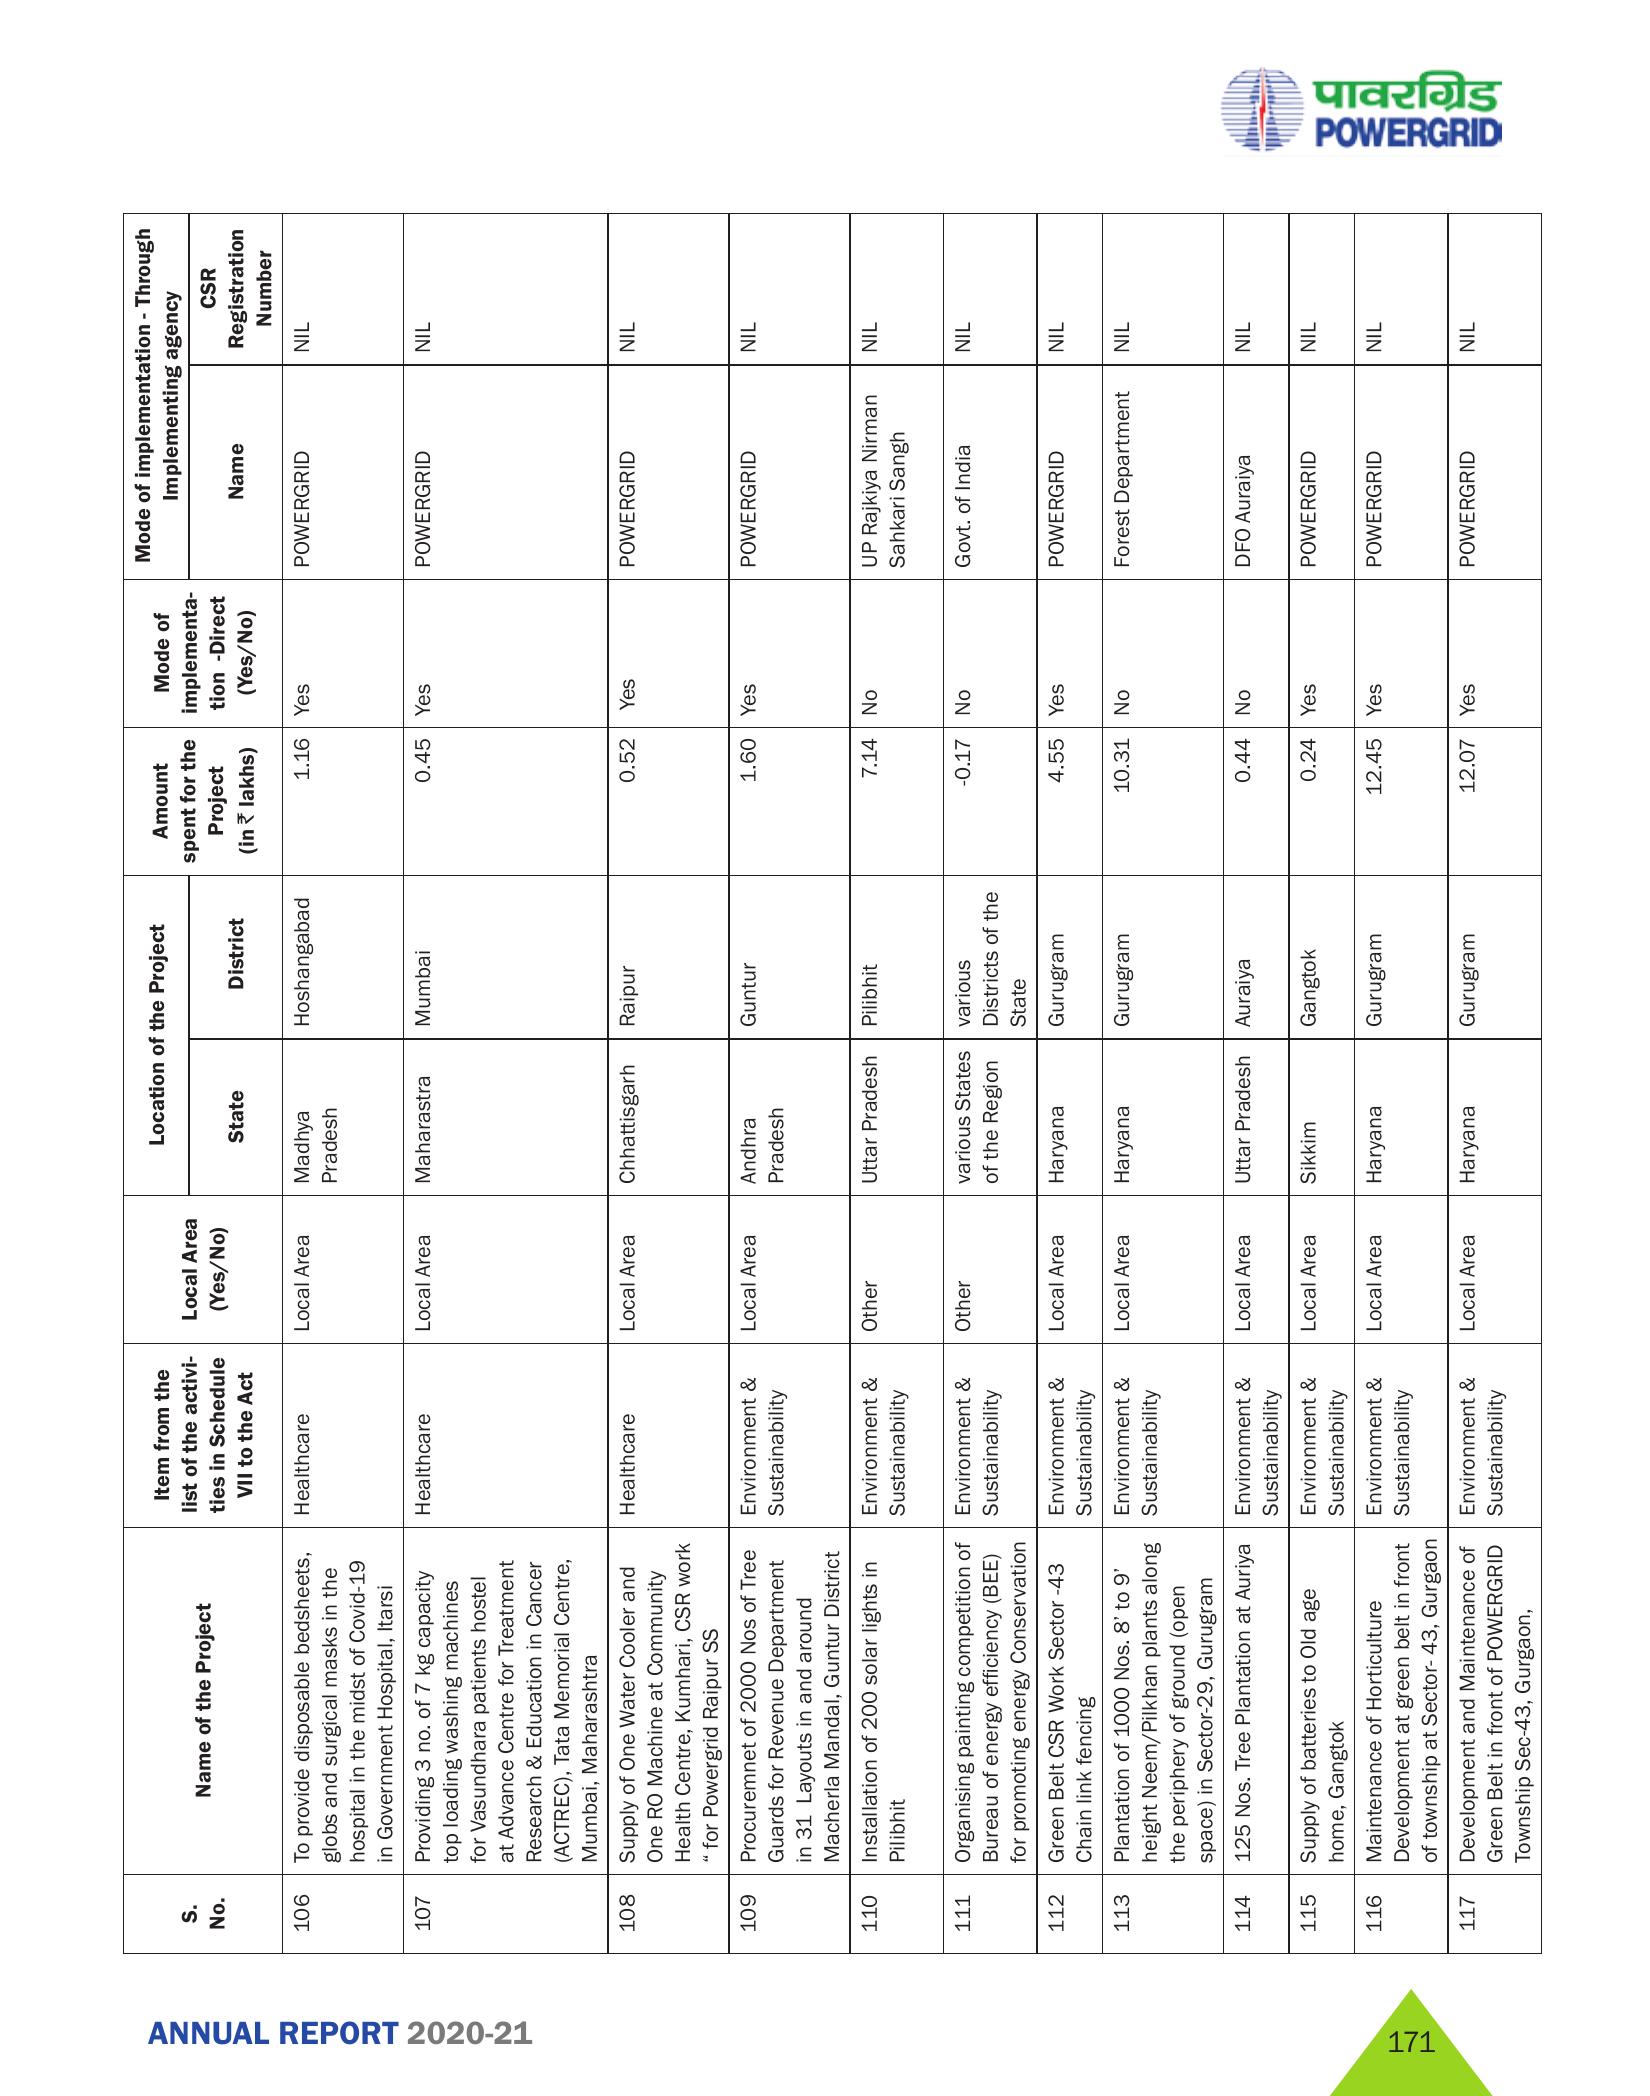 पावरग्रिड
POWERGRID
S.
No.
Name of the Project
Item from the
list of the activi-
ties in Schedule
VII to the Act
Local Area
(Yes/No)
Location of the Project
State
District
Amount
spent for the
Project
(in ₹ lakhs)
Mode of
implementa-
tion -Direct
(Yes/No)
Mode of implementation - Through
Implementing agency
Name
CSR
Registration
Number
106
To provide disposable bedsheets,
globs and surgical masks in the
hospital in the midst of Covid-19
in Government Hospital, Itarsi
Healthcare
Local Area
Madhya
Pradesh
Hoshangabad
1.16
Yes
POWERGRID
NIL
107
Providing 3 no. of 7 kg capacity
top loading washing machines
for Vasundhara patients hostel
at Advance Centre for Treatment
Research & Education in Cancer
(ACTREC), Tata Memorial Centre,
Mumbai, Maharashtra
Healthcare
Local Area
Maharastra
Mumbai
0.45
Yes
POWERGRID
NIL
108
Supply of One Water Cooler and
One RO Machine at Community
Health Centre, Kumhari, CSR work
“ for Powergrid Raipur SS
Healthcare
Local Area
Chhattisgarh
Raipur
0.52
Yes
POWERGRID
NIL
109
Procuremnet of 2000 Nos of Tree
Guards for Revenue Department
in 31 Layouts in and around
Macherla Mandal, Guntur District
Environment &
Sustainability
Local Area
Andhra
Pradesh
Guntur
1.60
Yes
POWERGRID
NIL
110
Installation of 200 solar lights in
Pilibhit
Environment &
Sustainability
Other
Uttar Pradesh
Pilibhit
7.14
No
UP Rajkiya Nirman
Sahkari Sangh
NIL
111
Organising painting competition of
Bureau of energy efficiency (BEE)
for promoting energy Conservation
Environment &
Sustainability
Other
various States
of the Region
various
Districts of the
State
-0.17
No
Govt. of India
NIL
112
Green Belt CSR Work Sector -43
Chain link fencing
Environment &
Sustainability
Local Area
Haryana
Gurugram
4.55
Yes
POWERGRID
NIL
113
Plantation of 1000 Nos. 8’ to 9’
height Neem/Pilkhan plants along
the periphery of ground (open
space) in Sector-29, Gurugram
Environment &
Sustainability
Local Area
Haryana
Gurugram
10.31
No
Forest Department
NIL
114
125 Nos. Tree Plantation at Auriya
Environment &
Sustainability
Local Area
Uttar Pradesh
Auraiya
0.44
No
DFO Auraiya
NIL
115
Supply of batteries to Old age
home, Gangtok
Environment &
Sustainability
Local Area
Sikkim
Gangtok
0.24
Yes
POWERGRID
NIL
116
Maintenance of Horticulture
Development at green belt in front
of township at Sector- 43, Gurgaon
Environment &
Sustainability
Local Area
Haryana
Gurugram
12.45
Yes
POWERGRID
NIL
117
Development and Maintenance of
Green Belt in front of POWERGRID
Township Sec-43, Gurgaon,
Environment &
Sustainability
Local Area
Haryana
Gurugram
12.07
Yes
POWERGRID
NIL
ANNUAL REPORT 2020-21
171